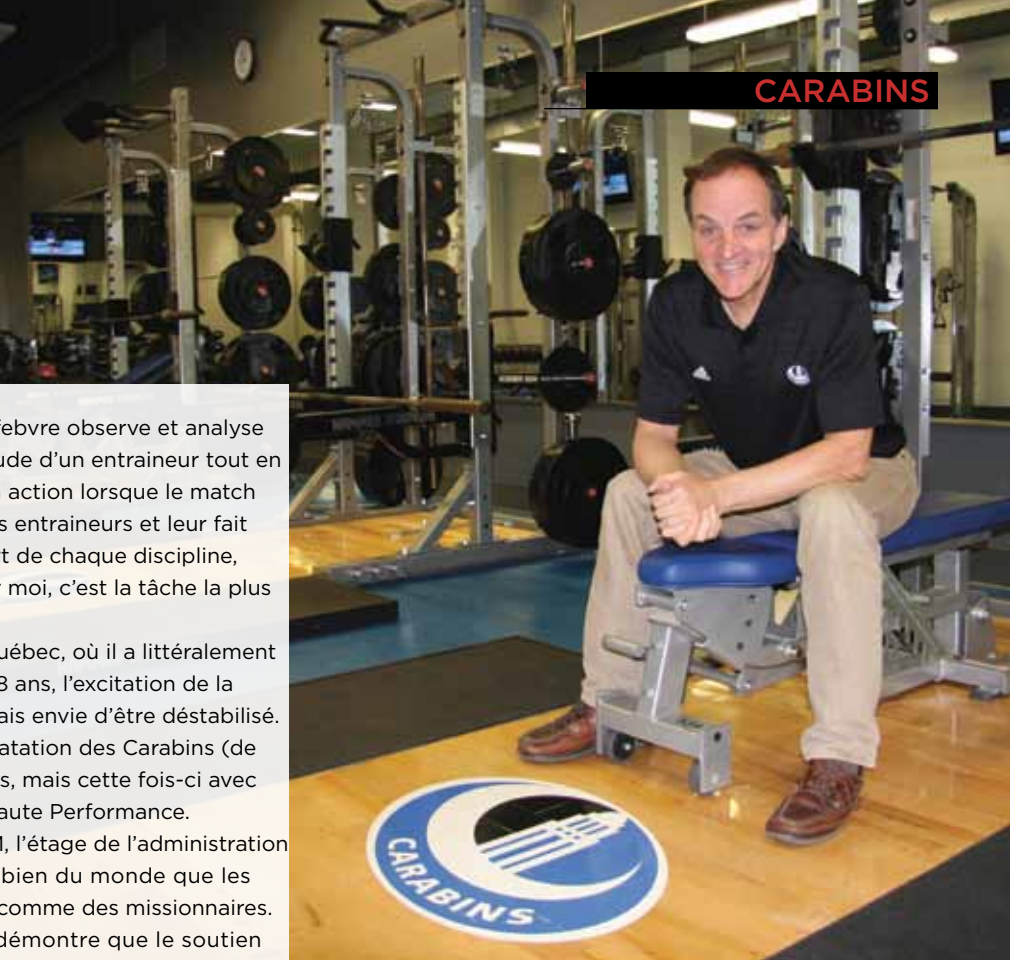 CARABINS
febvre observe et analyse
ude d’un entraineur tout en
action lorsque le match
s entraineurs et leur fait
rt de chaque discipline,
r moi, c’est la tâche la plus
uébec, où il a littéralement
8 ans, l’excitation de la
ais envie d’être déstabilisé.
atation des Carabins (de
s, mais cette fois-ci avec
aute Performance.
, l’étage de l’administration
bien du monde que les
comme des missionnaires.
démontre que le soutien
CARABINS